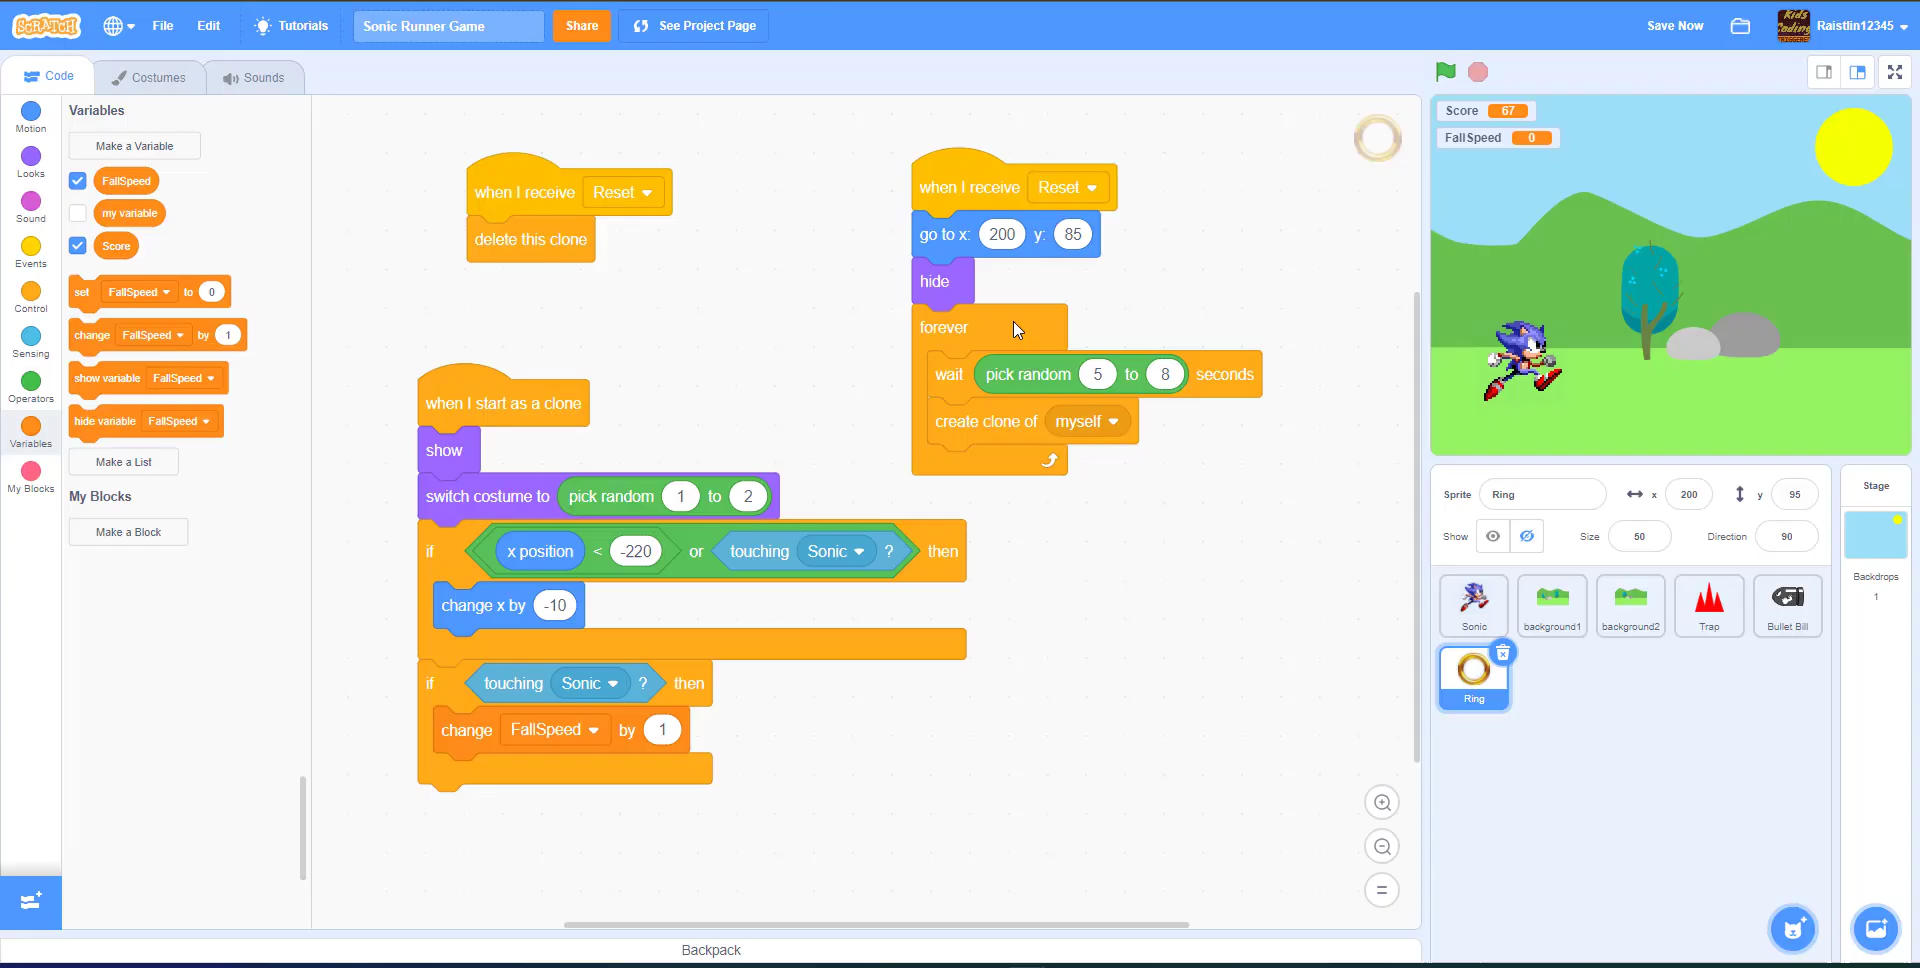 SCRATCH
File
Edit
Tutorials
Sonic Runner Game
Share
See Project Page
Save Now
Kids
Coding
Raistlin12345
Code
Costumes
Sounds
Motion
Looks
Sound
Events
Control
Sensing
Operators
Variables
My Blocks
Variables
Make a Variable
FallSpeed
my variable
Score
set FallSpeed to 0
change FallSpeed by 1
show variable FallSpeed
hide variable FallSpeed
Make a List
My Blocks
Make a Block
when I receive Reset
delete this clone
when I start as a clone
show
switch costume to pick random 1 to 2
if x position < -220 or touching Sonic ? then
change x by -10
if touching Sonic ? then
change FallSpeed by 1
when I receive Reset
go to x: 200 y: 85
hide
forever
wait pick random 5 to 8 seconds
create clone of myself
=
Backpack
Score 67
FallSpeed 0
Sprite Ring x 200 y 95
Show Size 50 Direction 90
Sonic
background1
background2
Trap
Bullet Bill
Ring
Stage
Backdrops
1